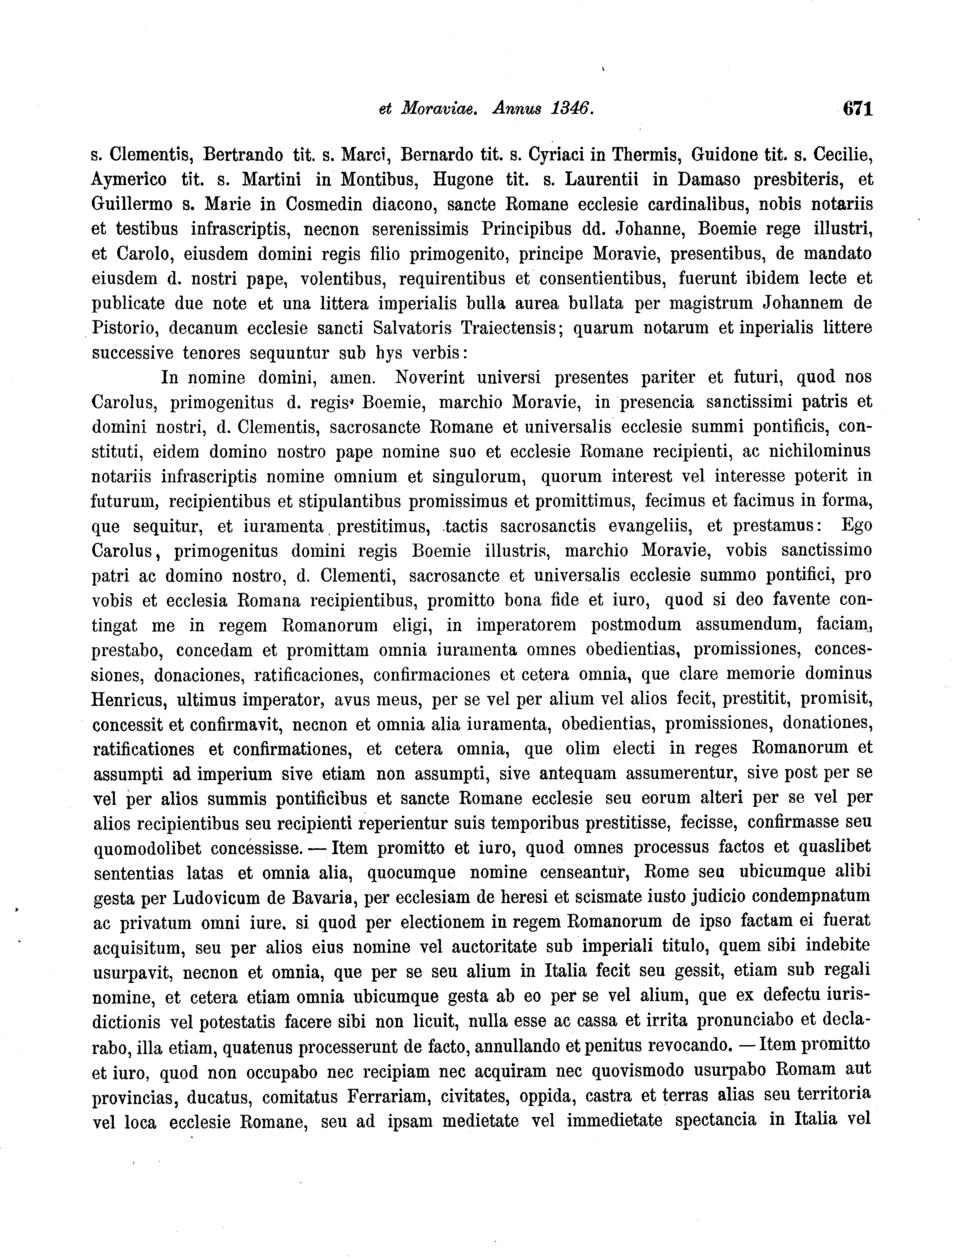 et Moraviae. Annus 1346. 671
s. Clementis, Bertrando tit. s. Marci, Bernardo tit. s. Cyriaci in Thermis, Guidone tit. s. Cecilie,
Aymerico tit. s. Martini in Montibus, Hugone tit. s. Laurentii in Damaso presbiteris, et
Guillermo s. Marie in Cosmedin diacono, sancte Romane ecclesie cardinalibus, nobis notariis
et testibus infrascriptis, necnon serenissimis Principibus dd. Johanne, Boemie rege illustri,
et Carolo, eiusdem domini regis filio primogenito, principe Moravie, presentibus, de mandato
eiusdem d. nostri pape, volentibus, requirentibus et consentientibus, fuerunt ibidem lecte et
publicate due note et una littera imperialis bulla aurea bullata per magistrum Johannem de
Pistorio, decanum ecclesie sancti Salvatoris Traiectensis; quarum notarum et inperialis littere
successive tenores sequuntur sub hys verbis:
In nomine domini, amen. Noverint universi presentes pariter et futuri, quod nos
Carolus, primogenitus d. regis Boemie, marchio Moravie, in presencia sanctissimi patris et
domini nostri, d. Clementis, sacrosancte Romane et universalis ecclesie summi pontificis, con-
stituti, eidem domino nostro pape nomine suo et ecclesie Romane recipienti, ac nichilominus
notariis infrascriptis nomine omnium et singulorum, quorum interest vel interesse poterit in
futurum, recipientibus et stipulantibus promissimus et promittimus, fecimus et facimus in forma,
que sequitur, et iuramenta prestitimus, tactis sacrosanctis evangeliis, et prestamus: Ego
Carolus, primogenitus domini regis Boemie illustris, marchio Moravie, vobis sanctissimo
patri ac domino nostro, d. Clementi, sacrosancte et universalis ecclesie summo pontifici, pro
vobis et ecclesia Romana recipientibus, promitto bona fide et iuro, quod si deo favente con-
tingat me in regem Romanorum eligi, in imperatorem postmodum assumendum, faciam,
prestabo, concedam et promittam omnia iuramenta omnes obedientias, promissiones, conces-
siones, donaciones, ratificaciones, confirmaciones et cetera omnia, que clare memorie dominus
Henricus, ultimus imperator, avus meus, per se vel per alium vel alios fecit, prestitit, promisit,
concessit et confirmavit, necnon et omnia alia iuramenta, obedientias, promissiones, donationes,
ratificationes et confirmationes, et cetera omnia, que olim electi in reges Romanorum et
assumpti ad imperium sive etiam non assumpti, sive antequam assumerentur, sive post per se
vel per alios summis pontificibus et sancte Romane ecclesie seu eorum alteri per se vel per
alios recipientibus seu recipienti reperientur suis temporibus prestitisse, fecisse, confirmasse seu
quomodolibet concessisse. — Item promitto et iuro, quod omnes processus factos et quaslibet
sententias latas et omnia alia, quocumque nomine censeantur, Rome seu ubicumque alibi
gesta per Ludovicum de Bavaria, per ecclesiam de heresi et scismate iusto judicio condempnatum
ac privatum omni iure, si quod per electionem in regem Romanorum de ipso factam ei fuerat
acquisitum, seu per alios eius nomine vel auctoritate sub imperiali titulo, quem sibi indebite
usurpavit, necnon et omnia, que per se seu alium in Italia fecit seu gessit, etiam sub regali
nomine, et cetera etiam omnia ubicumque gesta ab eo per se vel alium, que ex defectu iuris-
dictionis vel potestatis facere sibi non licuit, nulla esse ac cassa et irrita pronunciabo et decla-
rabo, illa etiam, quatenus processerunt de facto, annullando et penitus revocando. — Item promitto
et iuro, quod non occupabo nec recipiam nec acquiram nec quovismodo usurpabo Romam aut
provincias, ducatus, comitatus Ferrariam, civitates, oppida, castra et terras alias seu territoria
vel loca ecclesie Romane, seu ad ipsam medietate vel immedietate spectancia in Italia vel